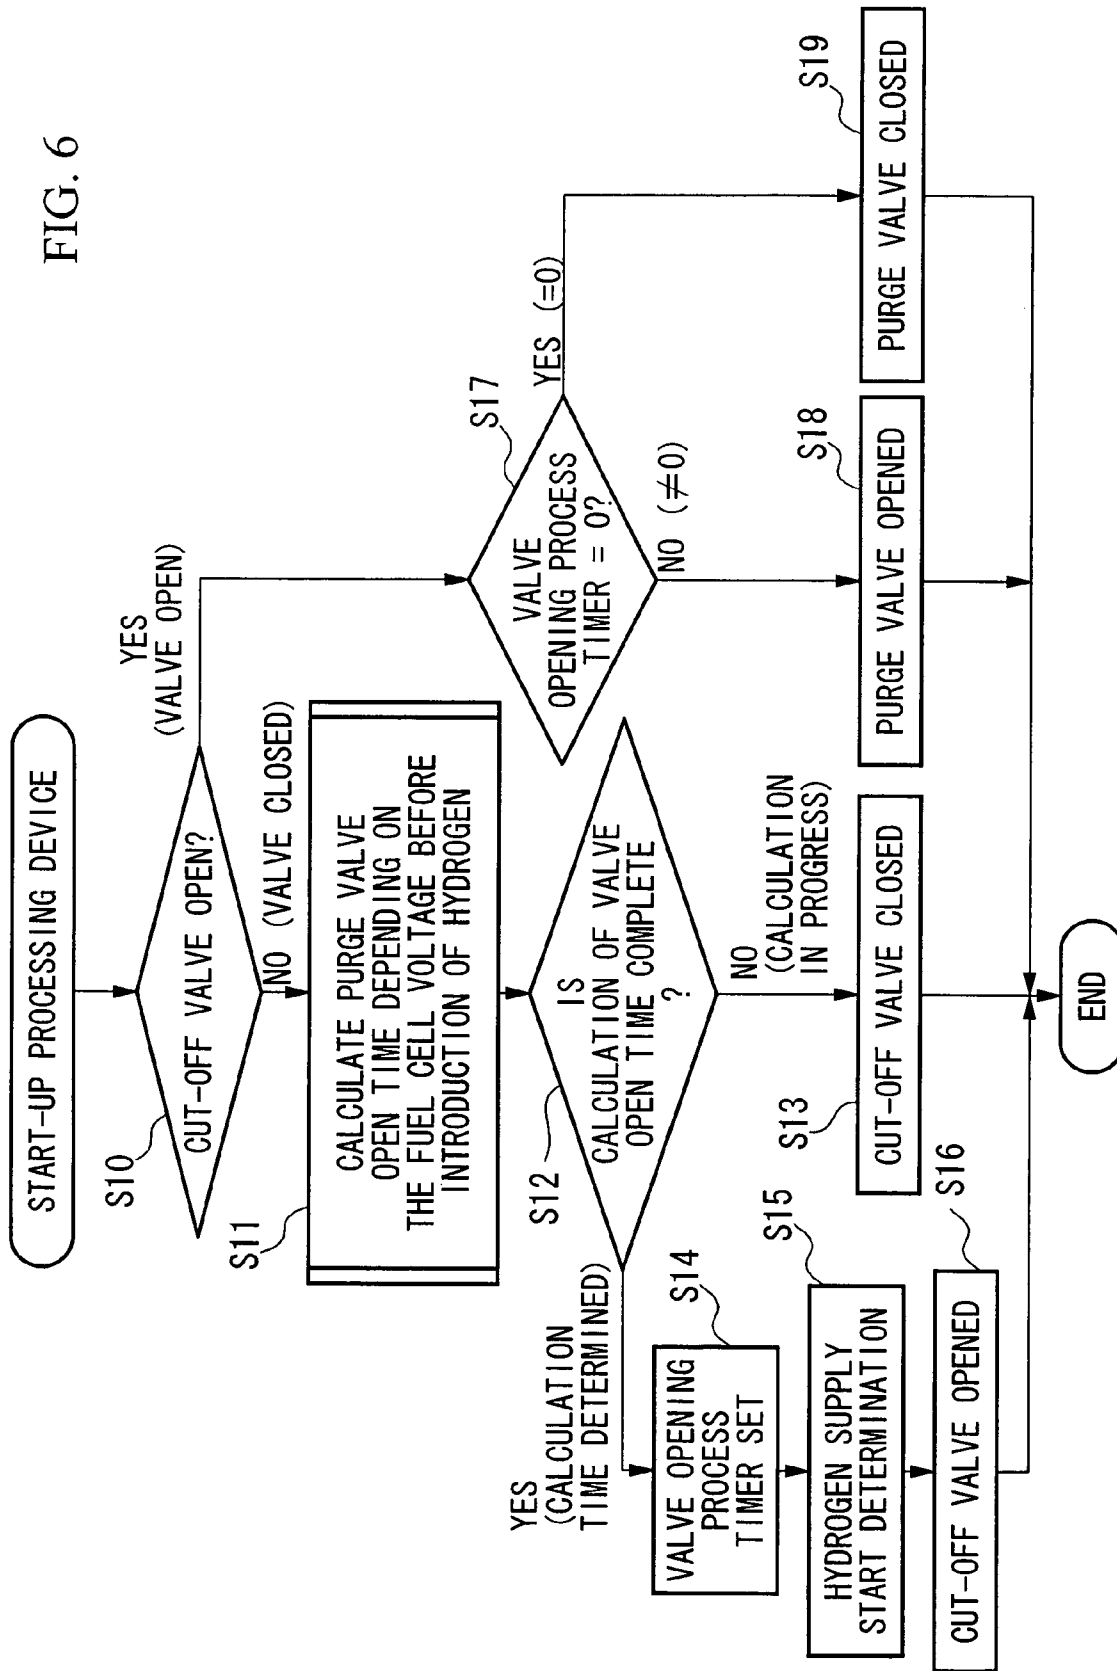 FIG. 6
START-UP PROCESSING DEVICE
S10
CUT-OFF VALVE OPEN?
YES
(VALVE OPEN)
NO (VALVE CLOSED)
S11
CALCULATE PURGE VALVE
OPEN TIME DEPENDING ON
THE FUEL CELL VOLTAGE BEFORE
INTRODUCTION OF HYDROGEN
S12
IS
CALCULATION OF VALVE
OPEN TIME COMPLETE
?
YES
(CALCULATION
TIME DETERMINED)
NO
(CALCULATION
IN PROGRESS)
S14
VALVE OPENING
PROCESS
TIMER SET
S15
HYDROGEN SUPPLY
START DETERMINATION
S16
CUT-OFF VALVE OPENED
S13
CUT-OFF VALVE CLOSED
S17
VALVE
OPENING PROCESS
TIMER = 0?
YES (=0)
NO (≠0)
S18
PURGE VALVE OPENED
S19
PURGE VALVE CLOSED
END